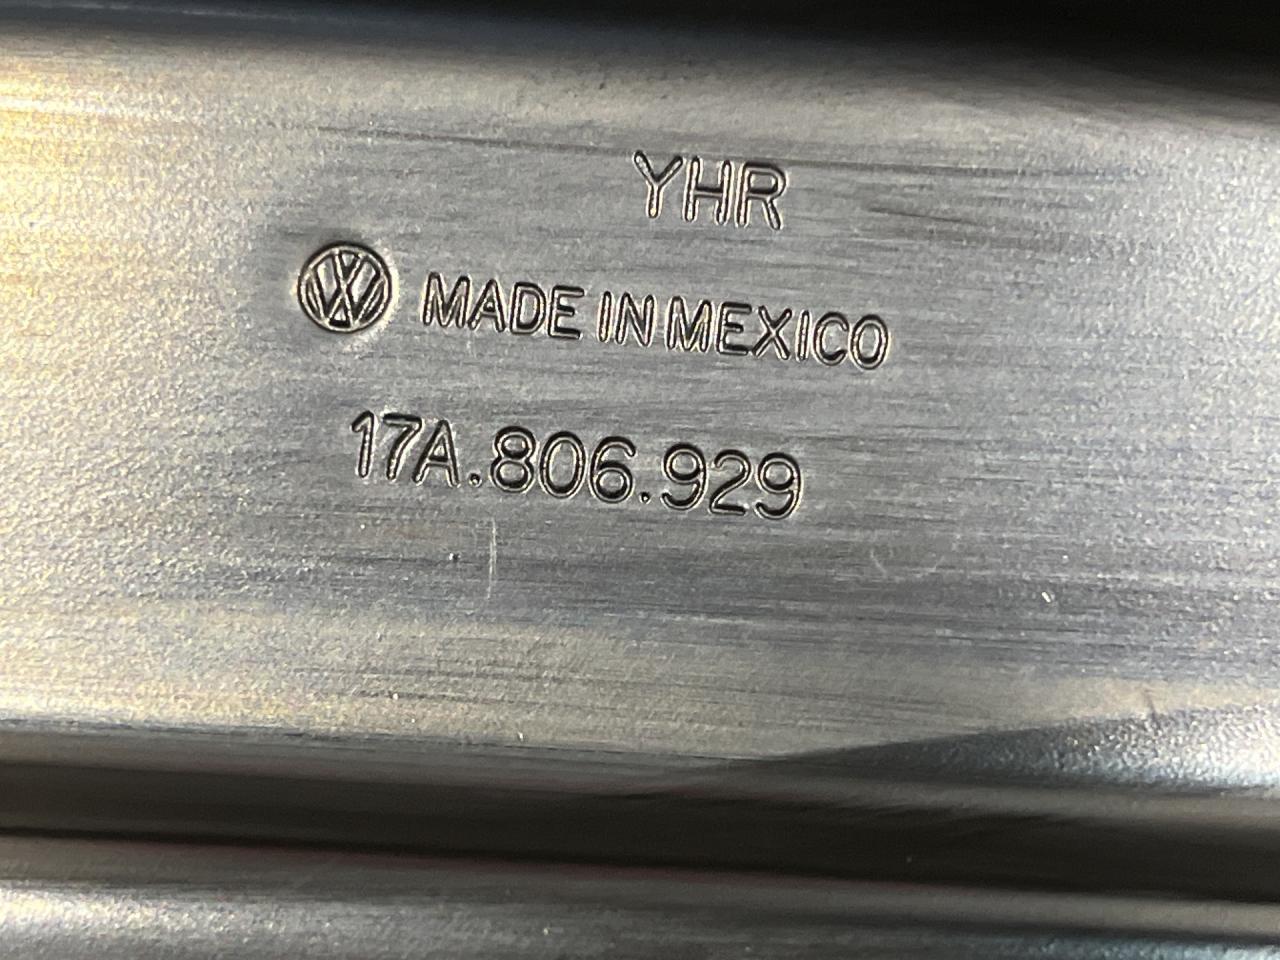 YHR
MADE IN MEXICO
17A.806.929